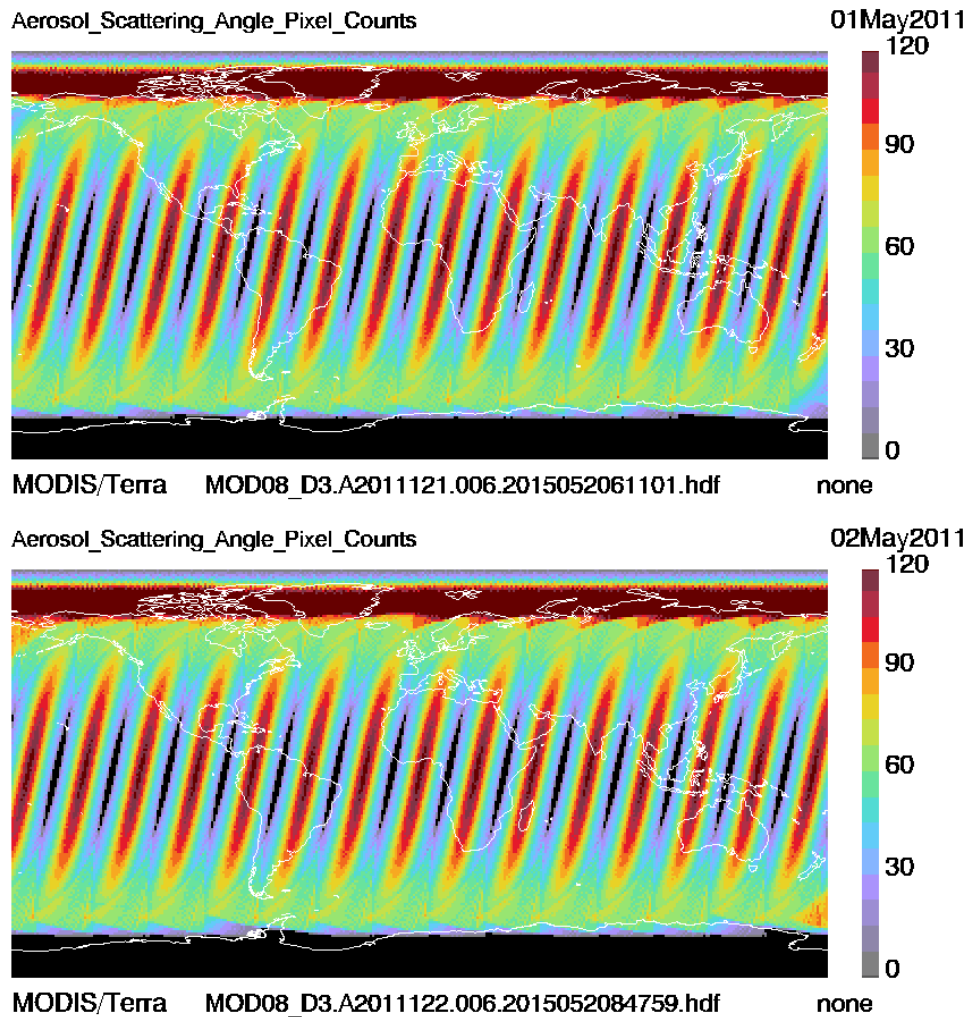 Aerosol_Scattering_Angle_Pixel_Counts 01May2011
120
90
60
30
0
MODIS/Terra MOD08_D3.A2011121.006.2015052061101.hdf none
Aerosol_Scattering_Angle_Pixel_Counts 02May2011
120
90
60
30
0
MODIS/Terra MOD08_D3.A2011122.006.2015052084759.hdf none